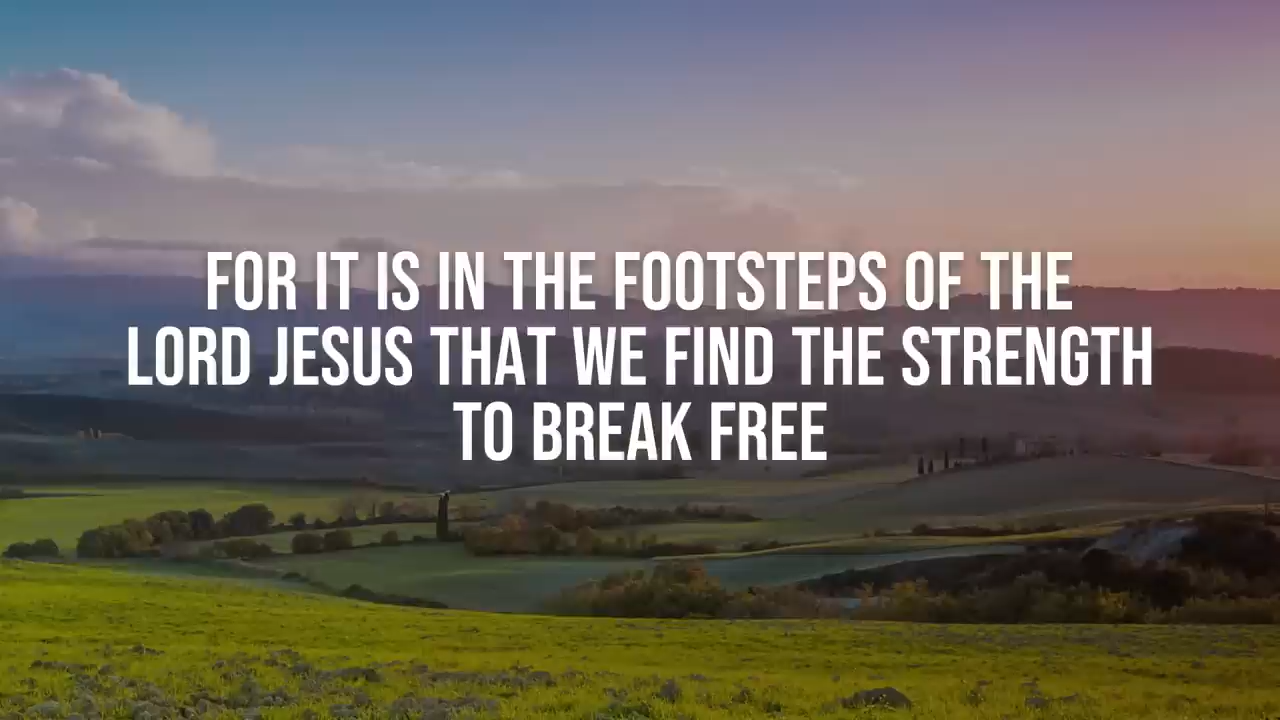 FOR IT IS IN THE FOOTSTEPS OF THE
LORD JESUS THAT WE FIND THE STRENGTH
TO BREAK FREE